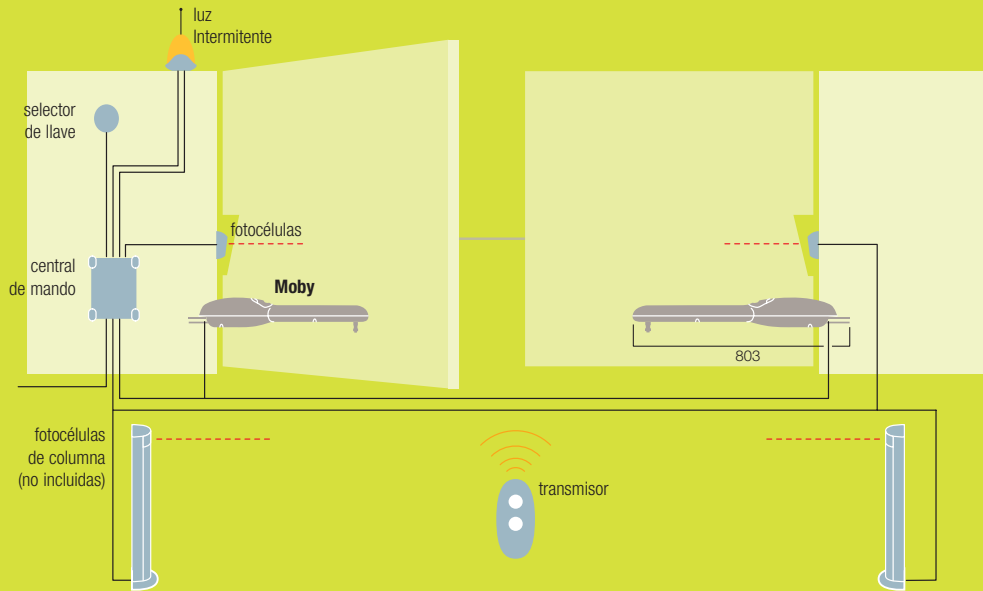 luz
Intermitente
selector
de llave
fotocélulas
central
de mando
Moby
803
fotocélulas
de columna
(no incluidas)
transmisor